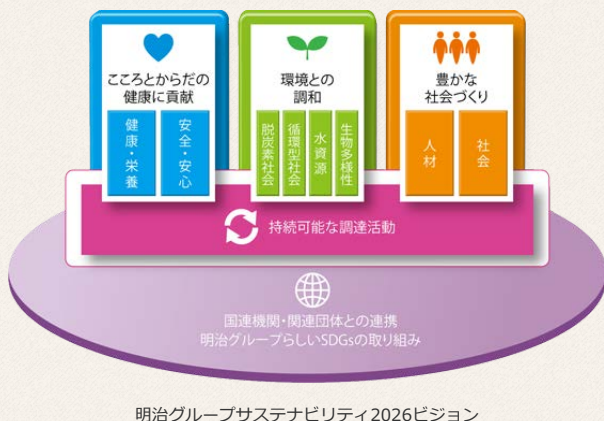 こころとからだの
健康に貢献
健康・栄養
安全・安心
環境との
調和
脱炭素社会
循環型社会
水資源
生物多様性
豊かな
社会づくり
人材
社会
持続可能な調達活動
国連機関・関連団体との連携
明治グループらしいSDGsの取り組み
明治グループサステナビリティ2026ビジョン